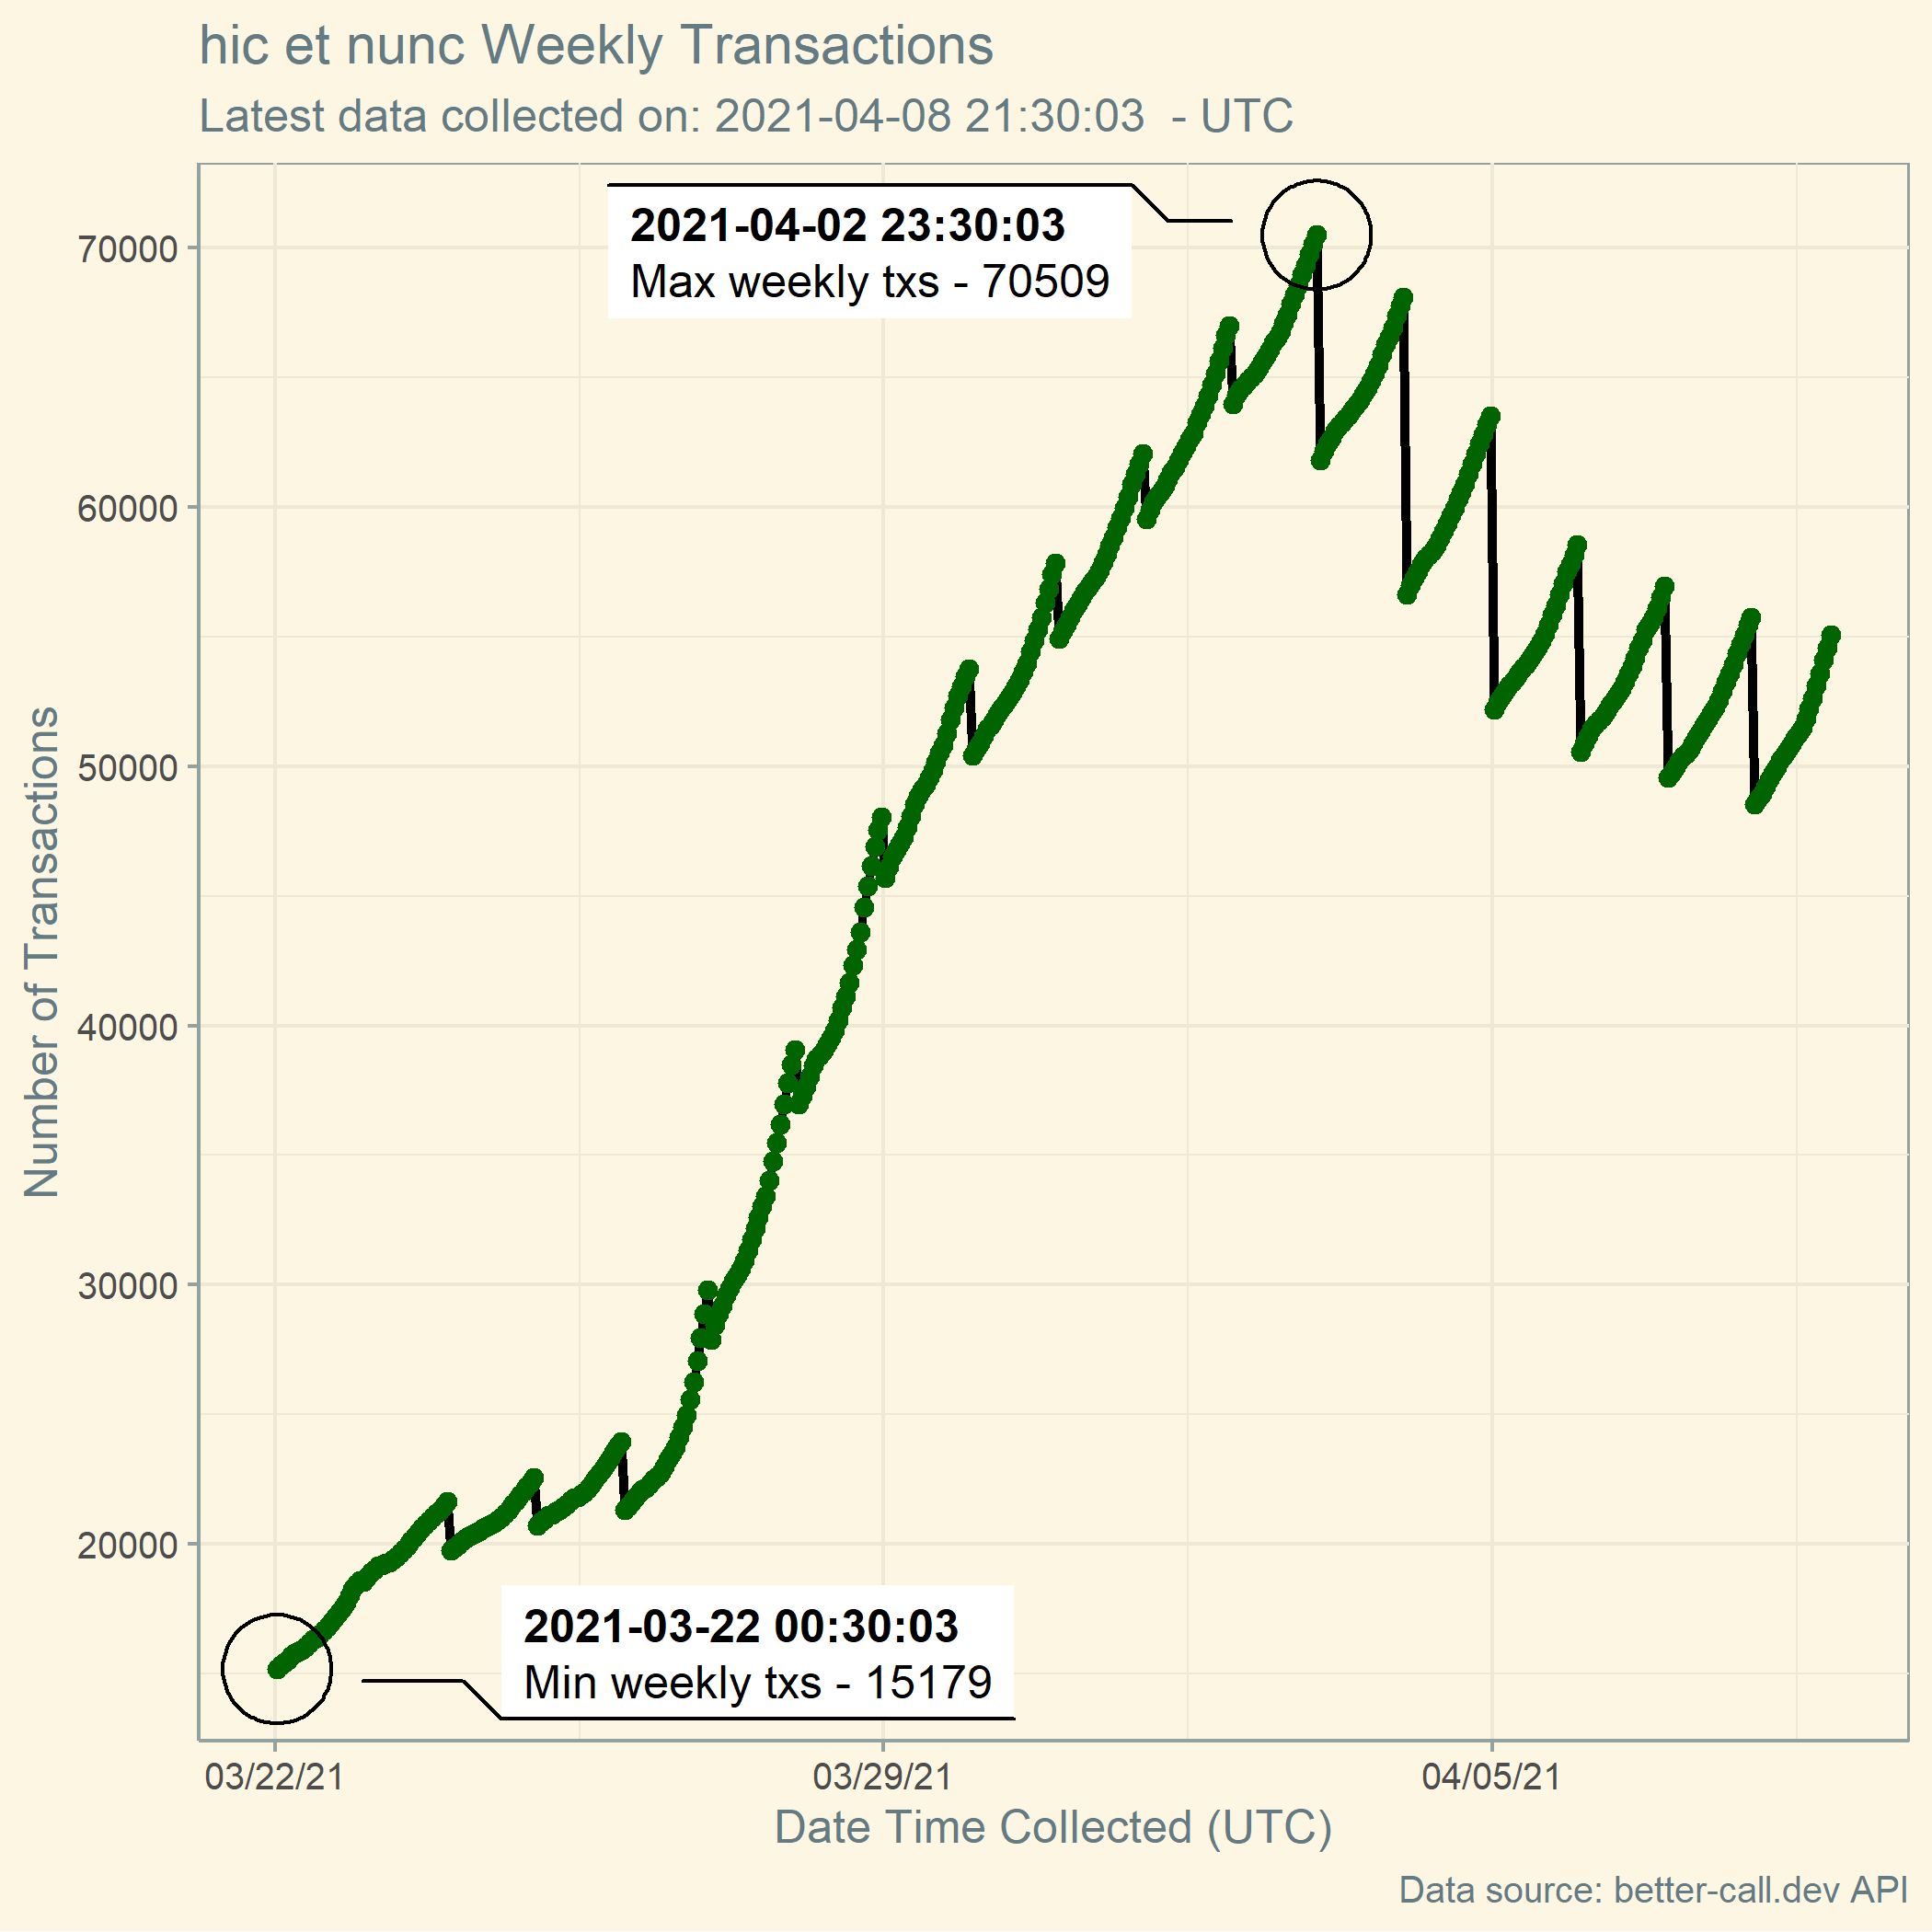 hic et nunc Weekly Transactions
Latest data collected on: 2021-04-08 21:30:03  - UTC
2021-04-02 23:30:03
Max weekly txs - 70509
70000
60000
50000
40000
30000
20000
Number of Transactions
2021-03-22 00:30:03
Min weekly txs - 15179
03/22/21
03/29/21
04/05/21
Date Time Collected (UTC)
Data source: better-call.dev API